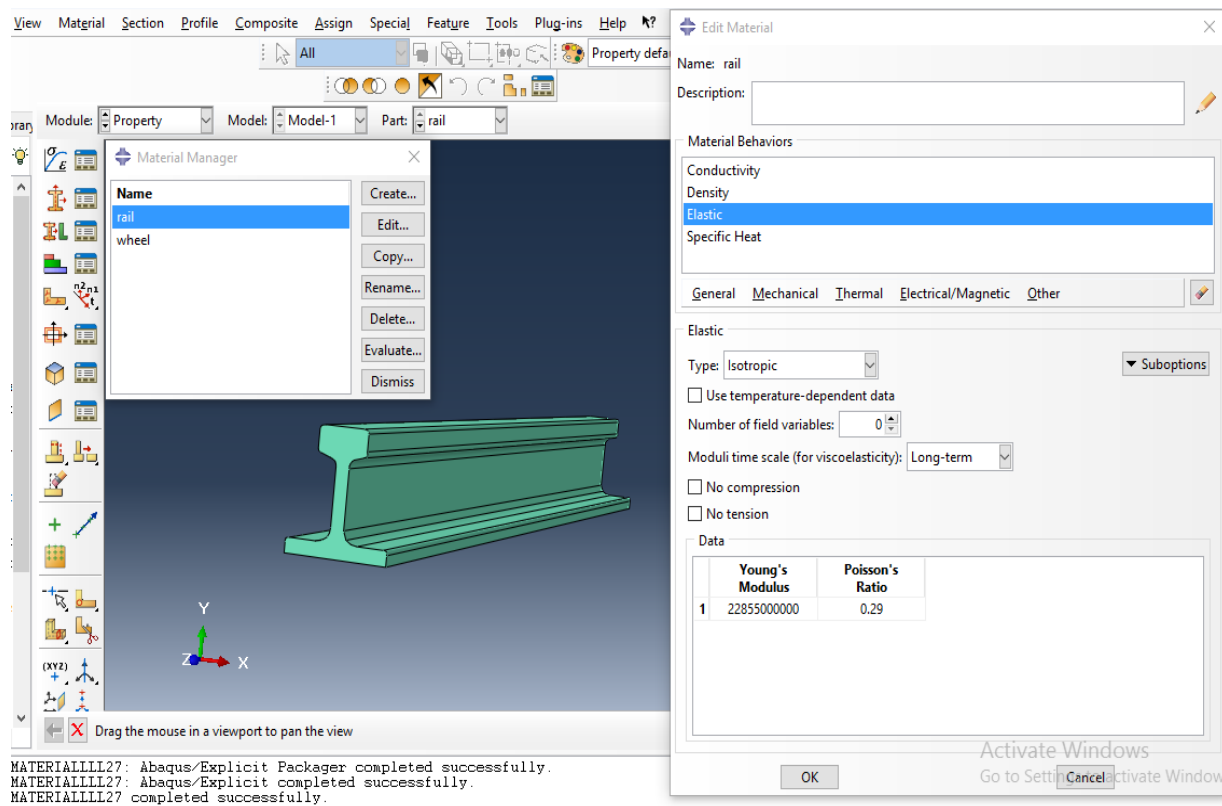 View Material Section Profile Composite Assign Special Feature Tools Plug-ins Help
All
Property defa
Module: Property Model: Model-1 Part: rail
Material Manager
Name
rail
wheel
Create...
Edit...
Copy...
Rename...
Delete...
Evaluate...
Dismiss
σ
ε
n2 n1
t
(XYZ)
Y
Z X
Drag the mouse in a viewport to pan the view
MATERIALLLL27: Abaqus/Explicit Packager completed successfully.
MATERIALLLL27: Abaqus/Explicit completed successfully.
MATERIALLLL27 completed successfully.
Edit Material
Name: rail
Description:
Material Behaviors
Conductivity
Density
Elastic
Specific Heat
General Mechanical Thermal Electrical/Magnetic Other
Elastic
Type: Isotropic
Suboptions
Use temperature-dependent data
Number of field variables: 0
Moduli time scale (for viscoelasticity): Long-term
No compression
No tension
Data
Young's Poisson's
Modulus Ratio
1 22855000000 0.29
Activate Windows
OK
Cancel